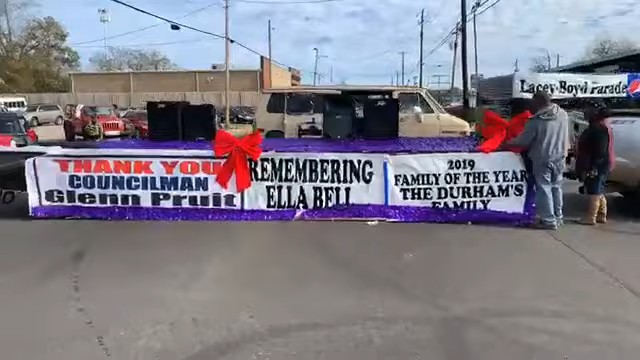 Lacey-Boyd Parade
THANK YOU
COUNCILMAN
Glenn Pruit
REMEMBERING
ELLA BELL
2019
FAMILY OF THE YEAR
THE DURHAM'S
FAMILY